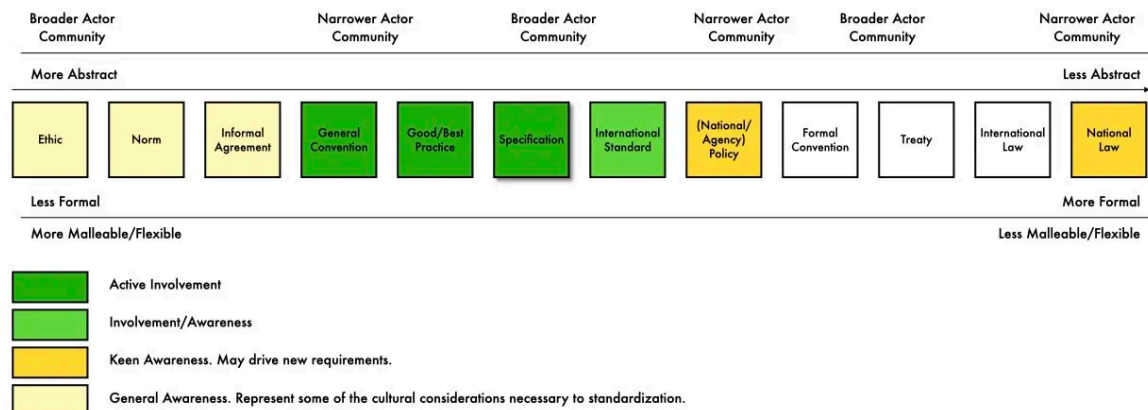 Broader Actor Community
Narrower Actor Community
Broader Actor Community
Narrower Actor Community
Broader Actor Community
Narrower Actor Community
More Abstract
Less Abstract
Ethic
Norm
Informal Agreement
General Convention
Good/Best Practice
Specification
International Standard
(National/ Agency) Policy
Formal Convention
Treaty
International Law
National Law
Less Formal
More Formal
More Malleable/Flexible
Less Malleable/Flexible
Active Involvement
Involvement/Awareness
Keen Awareness. May drive new requirements.
General Awareness. Represent some of the cultural considerations necessary to standardization.